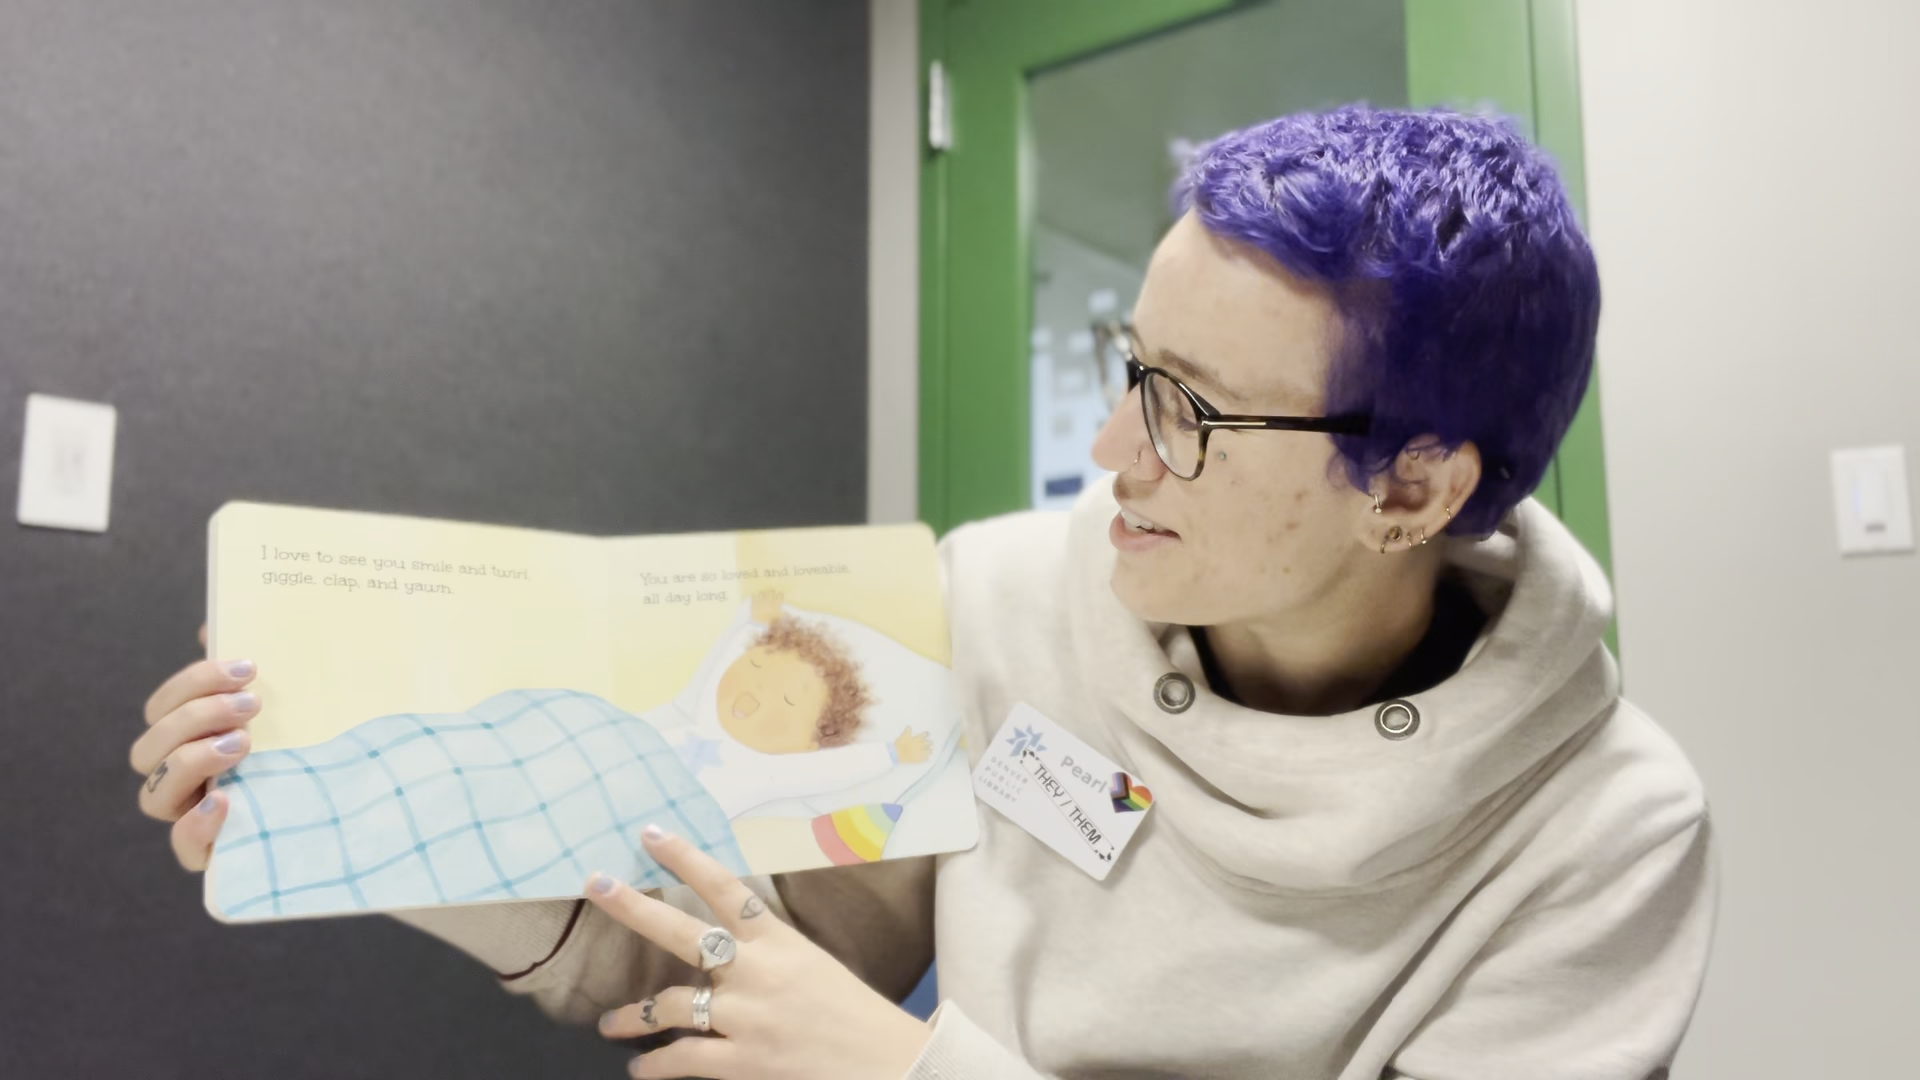 I love to see you smile and twirl,
giggle, clap, and yawn.
You are so loved and loveable,
all day long.
Pearl
THEY / THEM
DENVER
PUBLIC
LIBRARY